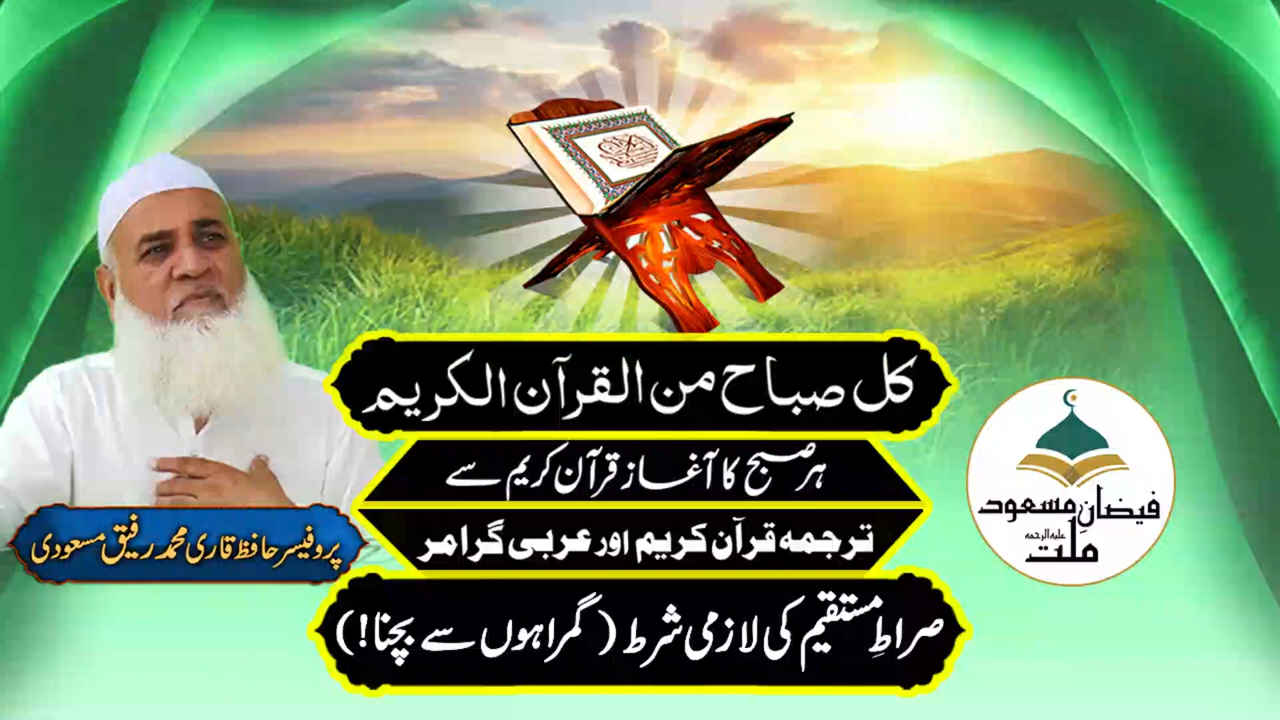 کل صباح من القرآن الکریم
ہر صبح کا آغاز قرآن کریم سے
ترجمہ قرآن کریم اور عربی گرامر
صراطِ مستقیم کی لازمی شرط (گمراہوں سے بچنا!)
پروفیسر حافظ قاری محمد رفیق مسعودی
فیضانِ مسعود
ملت
علیہ الرحمہ